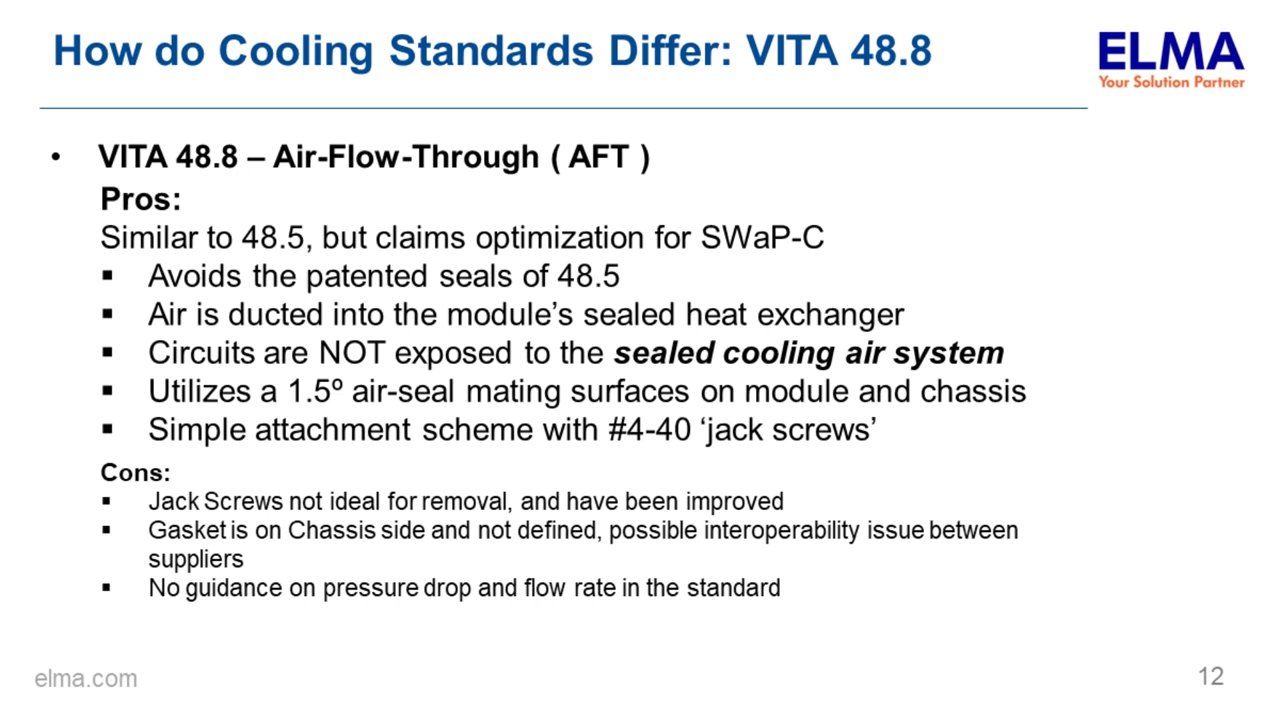 How do Cooling Standards Differ: VITA 48.8
ELMA
Your Solution Partner
• VITA 48.8 – Air-Flow-Through ( AFT )
Pros:
Similar to 48.5, but claims optimization for SWaP-C
▪ Avoids the patented seals of 48.5
▪ Air is ducted into the module’s sealed heat exchanger
▪ Circuits are NOT exposed to the sealed cooling air system
▪ Utilizes a 1.5º air-seal mating surfaces on module and chassis
▪ Simple attachment scheme with #4-40 ‘jack screws’
Cons:
▪ Jack Screws not ideal for removal, and have been improved
▪ Gasket is on Chassis side and not defined, possible interoperability issue between
suppliers
▪ No guidance on pressure drop and flow rate in the standard
elma.com
12